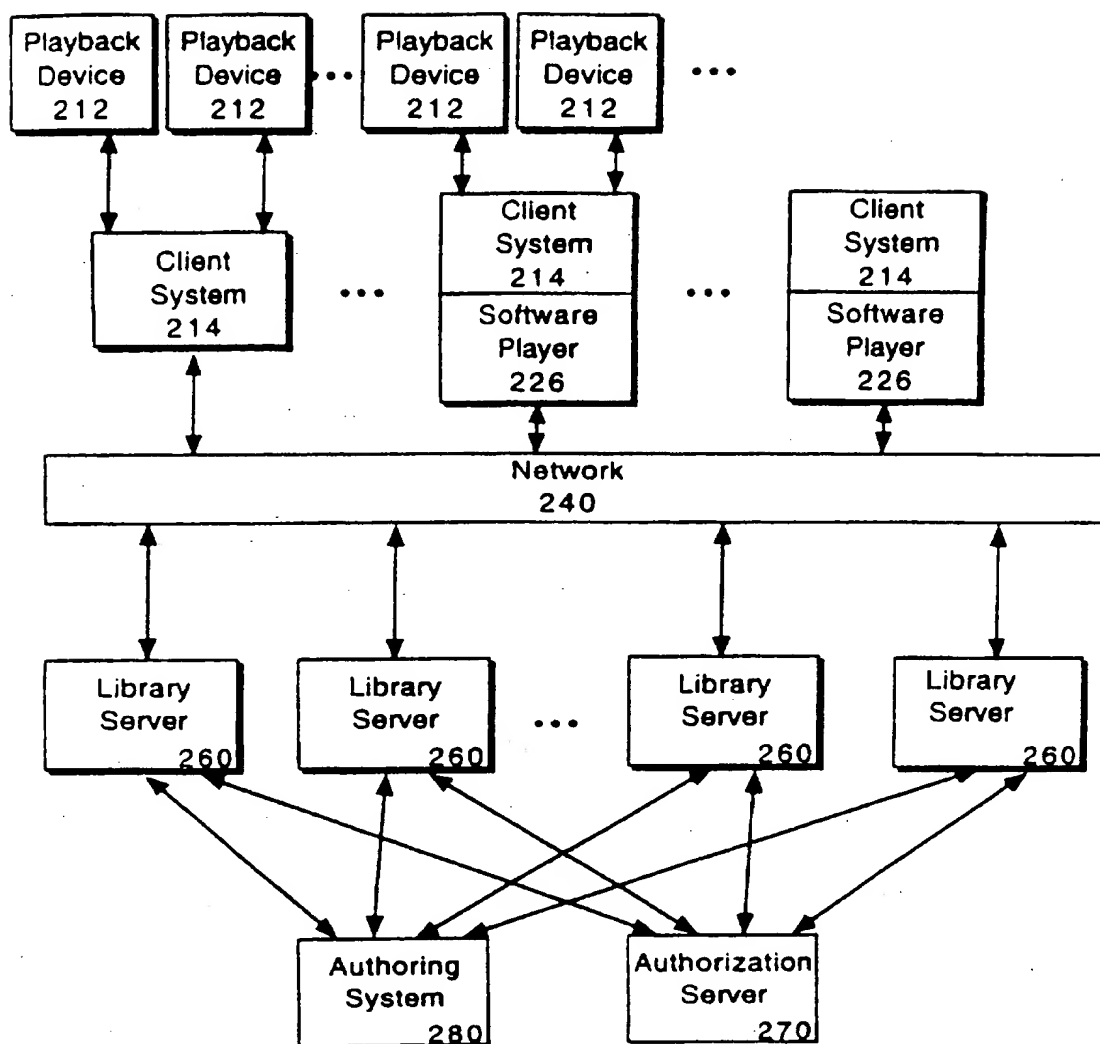 Playback
Device
212
Playback
Device
212
...
Playback
Device
212
Playback
Device
212
...
Client
System
214
...
Client
System
214
Software
Player
226
...
Client
System
214
Software
Player
226
Network
240
Library
Server
260
Library
Server
260
...
Library
Server
260
Library
Server
260
Authoring
System
280
Authorization
Server
270